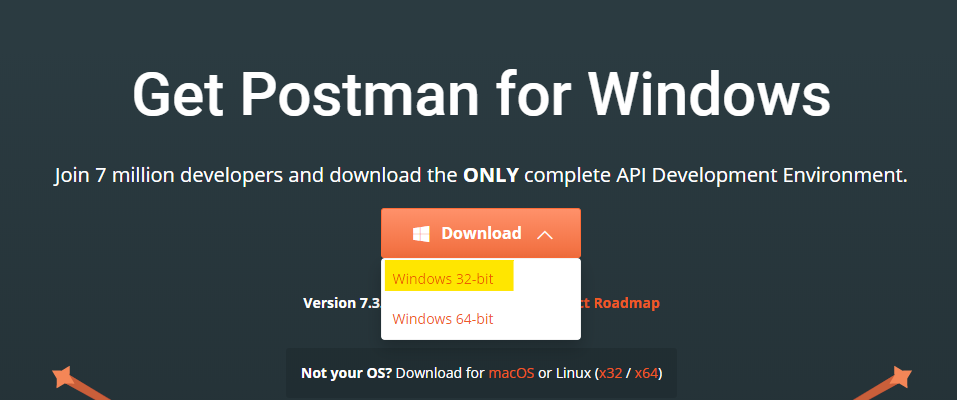 Get Postman for Windows
Join 7 million developers and download the ONLY complete API Development Environment.
Download
Windows 32-bit
Version 7.3 ct Roadmap
Windows 64-bit
Not your OS? Download for macOS or Linux (x32 / x64)